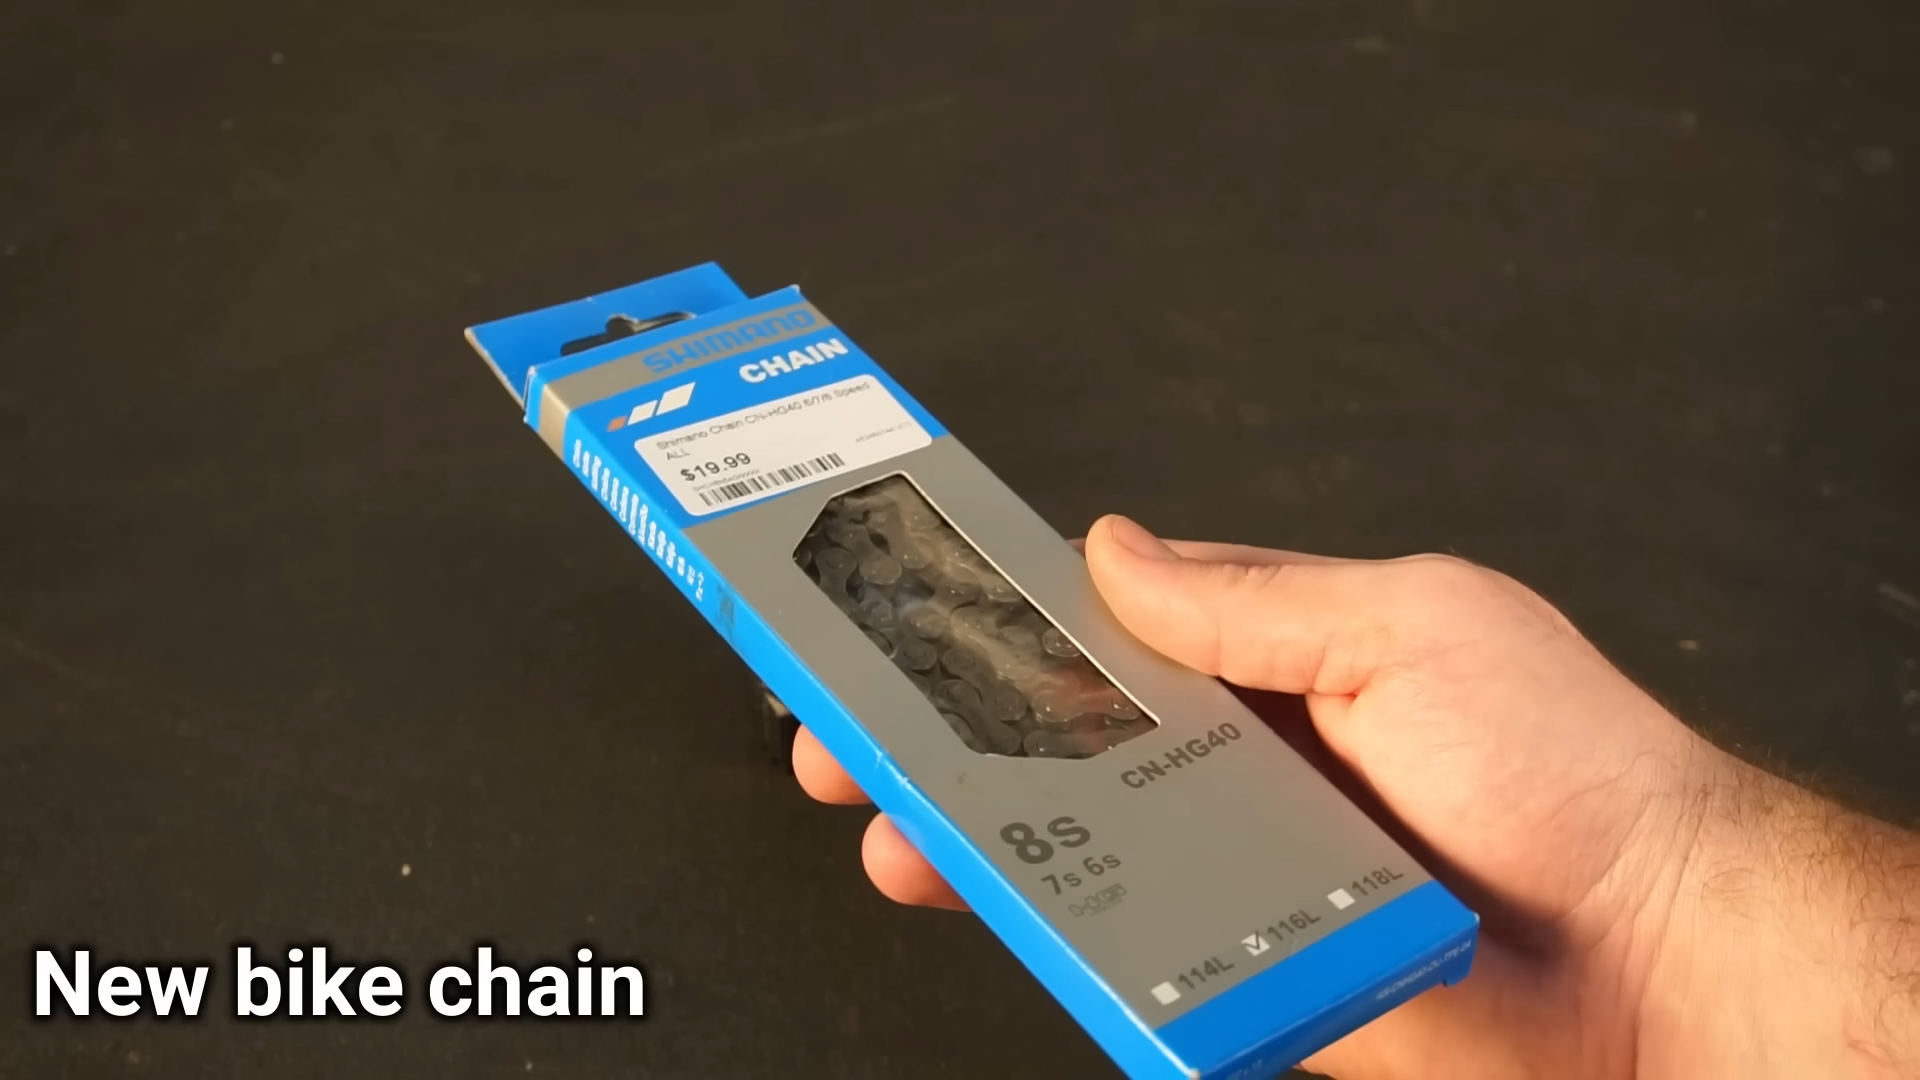 SHIMANO
CHAIN
Shimano Chain CN-HG40 6/7/8 Speed
ALL
$19.99
CN-HG40
8s
7s 6s
114L 116L 118L
New bike chain